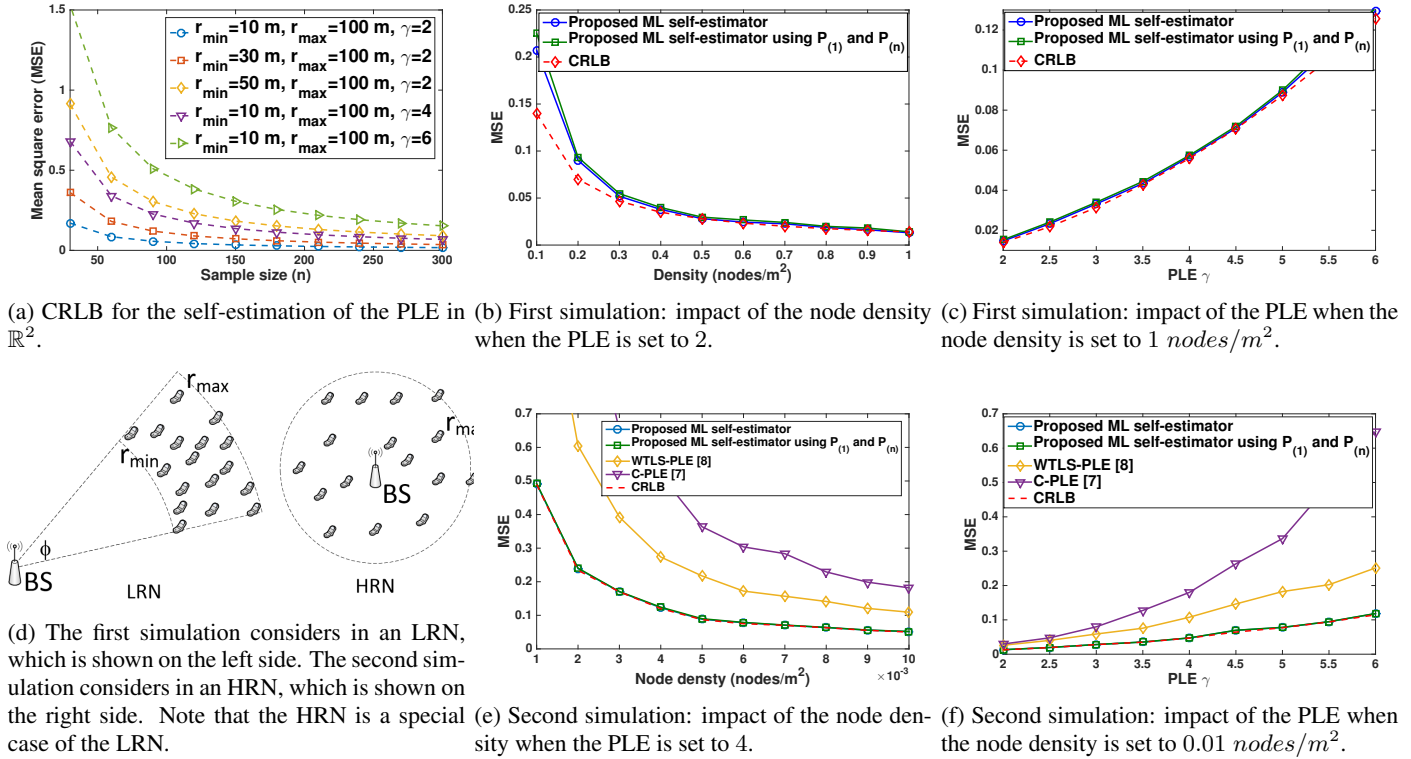 1.5
1
0.5
0
50
100
150
200
250
300
Mean square error (MSE)
Sample size (n)
r_min=10 m, r_max=100 m, γ=2
r_min=30 m, r_max=100 m, γ=2
r_min=50 m, r_max=100 m, γ=2
r_min=10 m, r_max=100 m, γ=4
r_min=10 m, r_max=100 m, γ=6
(a) CRLB for the self-estimation of the PLE in
ℝ².
0.25
0.2
0.15
0.1
0.05
0
0.1
0.2
0.3
0.4
0.5
0.6
0.7
0.8
0.9
1
MSE
Density (nodes/m²)
Proposed ML self-estimator
Proposed ML self-estimator using P_(1) and P_(n)
CRLB
(b) First simulation: impact of the node density
when the PLE is set to 2.
0.12
0.1
0.08
0.06
0.04
0.02
2
2.5
3
3.5
4
4.5
5
5.5
6
MSE
PLE γ
Proposed ML self-estimator
Proposed ML self-estimator using P_(1) and P_(n)
CRLB
(c) First simulation: impact of the PLE when the
node density is set to 1 nodes/m².
r_max
r_min
BS
ϕ
LRN
BS
HRN
(d) The first simulation considers in an LRN,
which is shown on the left side. The second sim-
ulation considers in an HRN, which is shown on
the right side. Note that the HRN is a special
case of the LRN.
0.7
0.6
0.5
0.4
0.3
0.2
0.1
0
1
2
3
4
5
6
7
8
9
10
×10⁻³
MSE
Node densty (nodes/m²)
Proposed ML self-estimator
Proposed ML self-estimator using P_(1) and P_(n)
WTLS-PLE [8]
C-PLE [7]
CRLB
(e) Second simulation: impact of the node den-
sity when the PLE is set to 4.
0.7
0.6
0.5
0.4
0.3
0.2
0.1
0
2
2.5
3
3.5
4
4.5
5
5.5
6
MSE
PLE γ
Proposed ML self-estimator
Proposed ML self-estimator using P_(1) and P_(n)
WTLS-PLE [8]
C-PLE [7]
CRLB
(f) Second simulation: impact of the PLE when
the node density is set to 0.01 nodes/m².